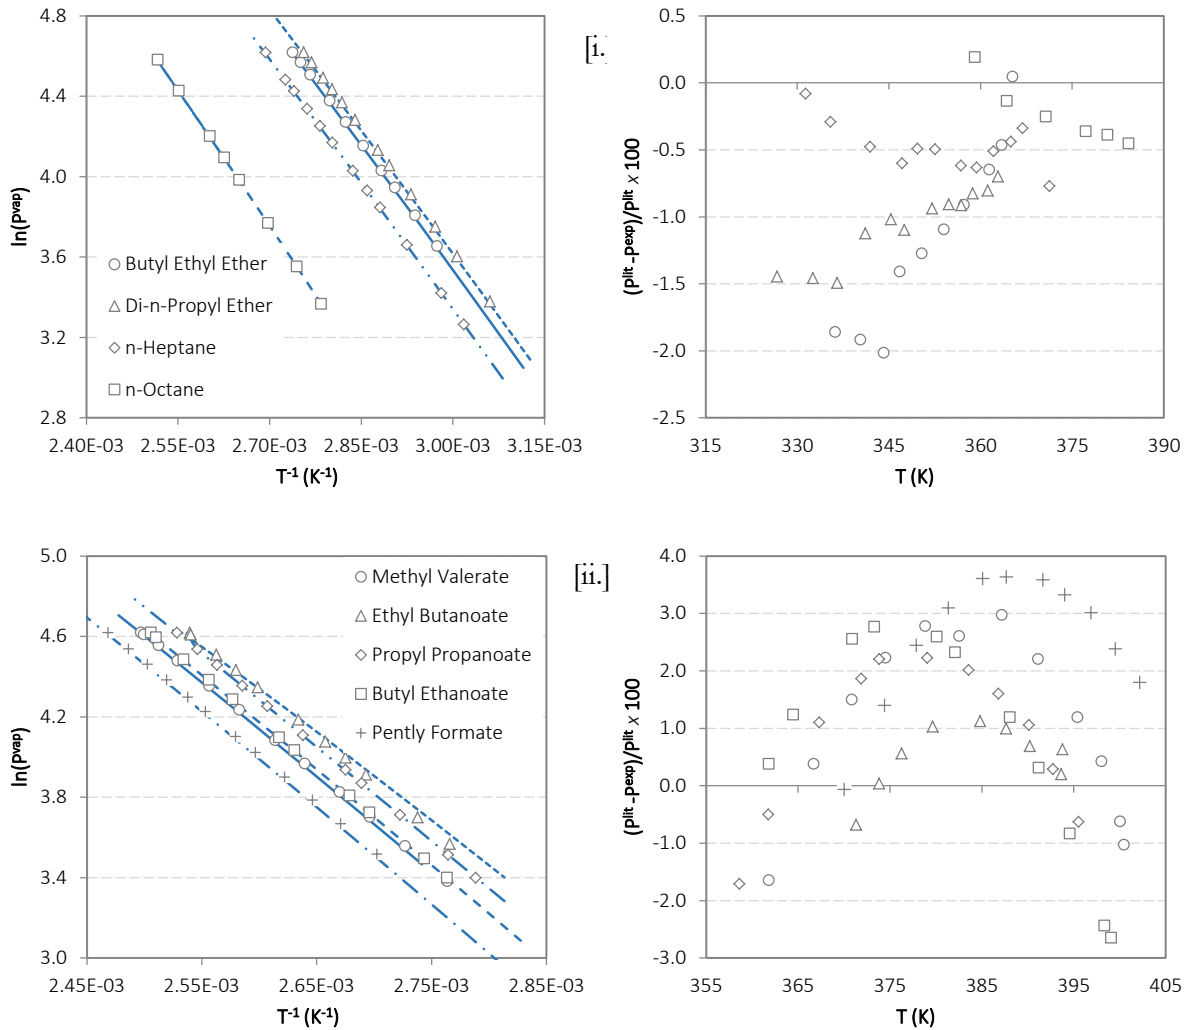 4.8
4.4
4.0
3.6
3.2
2.8
ln(Pᵛᵃᵖ)
Butyl Ethyl Ether
Di-n-Propyl Ether
n-Heptane
n-Octane
2.40E-03 2.55E-03 2.70E-03 2.85E-03 3.00E-03 3.15E-03
T⁻¹ (K⁻¹)
[i.
0.5
0.0
-0.5
-1.0
-1.5
-2.0
-2.5
(Pˡⁱᵗ-Pᵉˣᵖ)/Pˡⁱᵗ x 100
315 330 345 360 375 390
T (K)
5.0
4.6
4.2
3.8
3.4
3.0
ln(Pᵛᵃᵖ)
Methyl Valerate
Ethyl Butanoate
Propyl Propanoate
Butyl Ethanoate
Pently Formate
2.45E-03 2.55E-03 2.65E-03 2.75E-03 2.85E-03
T⁻¹ (K⁻¹)
[ii.]
4.0
3.0
2.0
1.0
0.0
-1.0
-2.0
-3.0
(Pˡⁱᵗ-Pᵉˣᵖ)/Pˡⁱᵗ x 100
355 365 375 385 395 405
T (K)